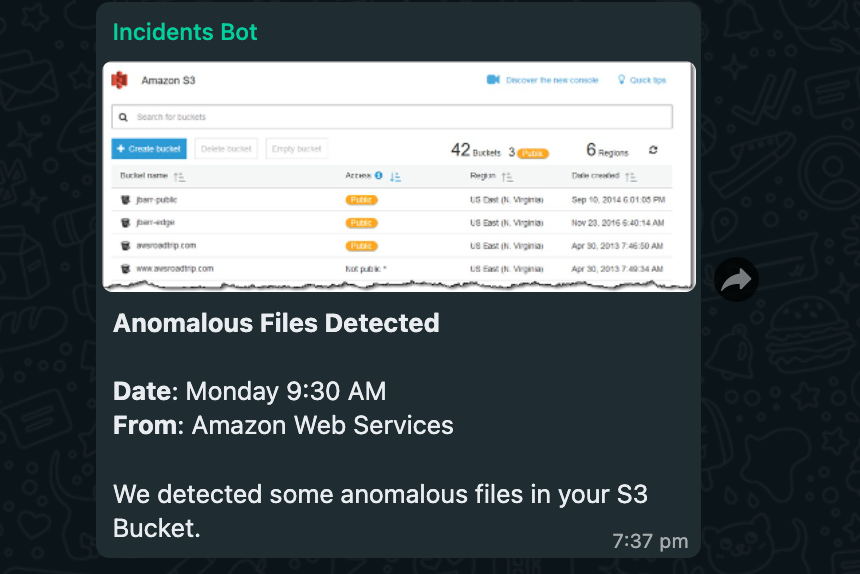 Incidents Bot
Amazon S3
Discover the new console
Quick tips
Search for buckets
Create bucket
Delete bucket
Empty bucket
42 Buckets
3 Public
6 Regions
Bucket name
Access
Region
Date created
jbarr-public
Public
US East (N. Virginia)
Sep 10, 2014 6:01:05 PM
jbarr-edge
Public
US East (N. Virginia)
Nov 23, 2016 6:40:14 AM
awsroadtrip.com
Public
US East (N. Virginia)
Apr 30, 2013 7:46:50 AM
www.awsroadtrip.com
Not public *
US East (N. Virginia)
Apr 30, 2013 7:49:34 AM
Anomalous Files Detected
Date: Monday 9:30 AM
From: Amazon Web Services
We detected some anomalous files in your S3
Bucket.
7:37 pm